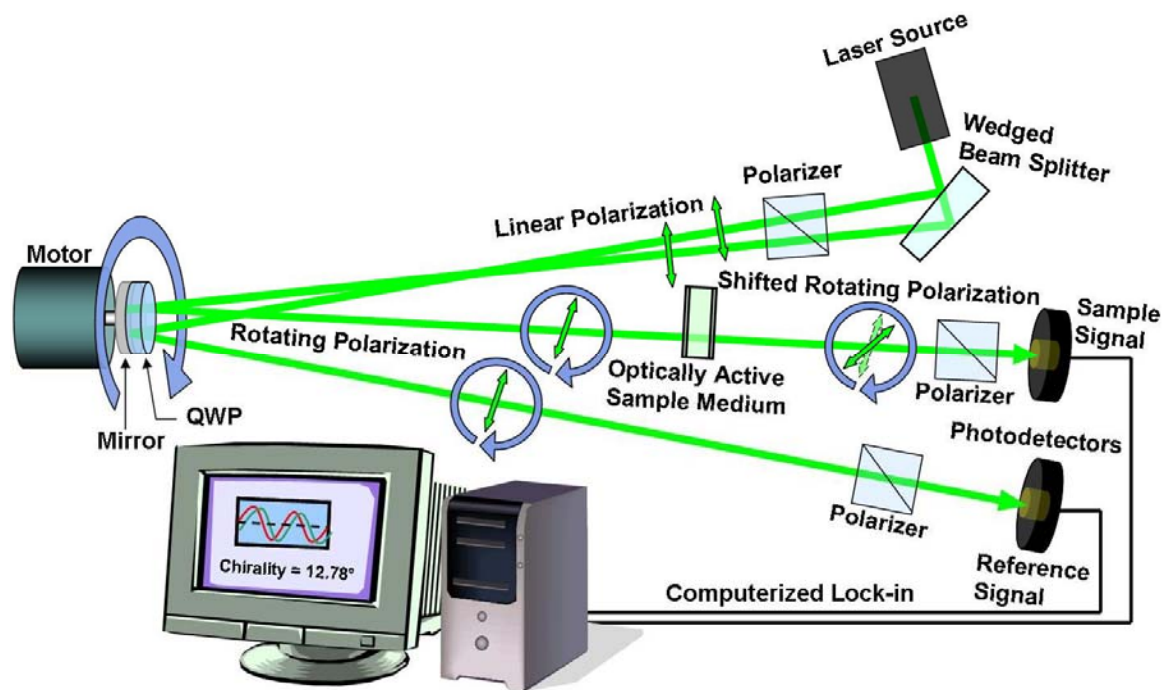 Laser Source
Wedged
Beam Splitter
Polarizer
Linear Polarization
Motor
Shifted Rotating Polarization
Sample
Signal
Rotating Polarization
Optically Active
Sample Medium
Polarizer
QWP
Mirror
Photodetectors
Polarizer
Reference
Signal
Chirality = 12.78°
Computerized Lock-in